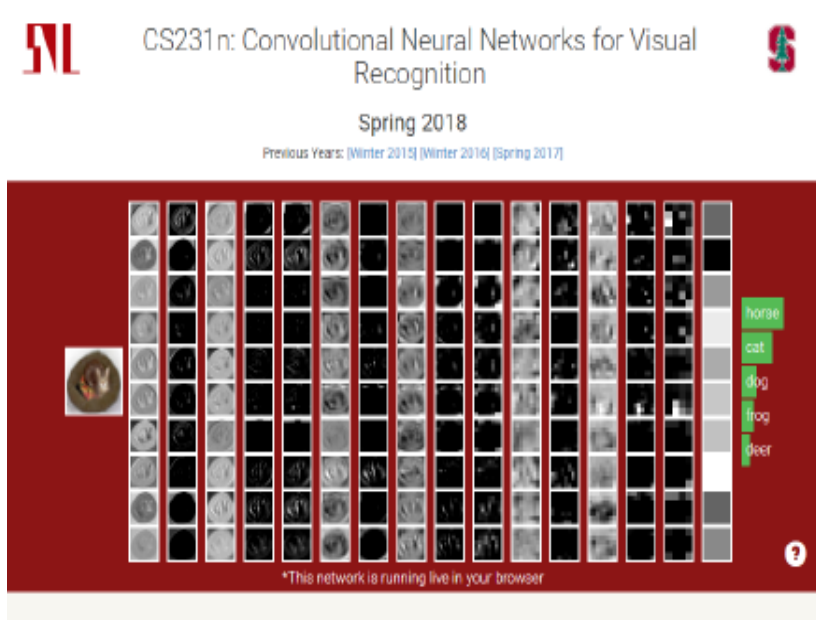 CS231n: Convolutional Neural Networks for Visual
Recognition
Spring 2018
Previous Years: [Winter 2015] [Winter 2016] [Spring 2017]
horse
cat
dog
frog
deer
?
*This network is running live in your browser